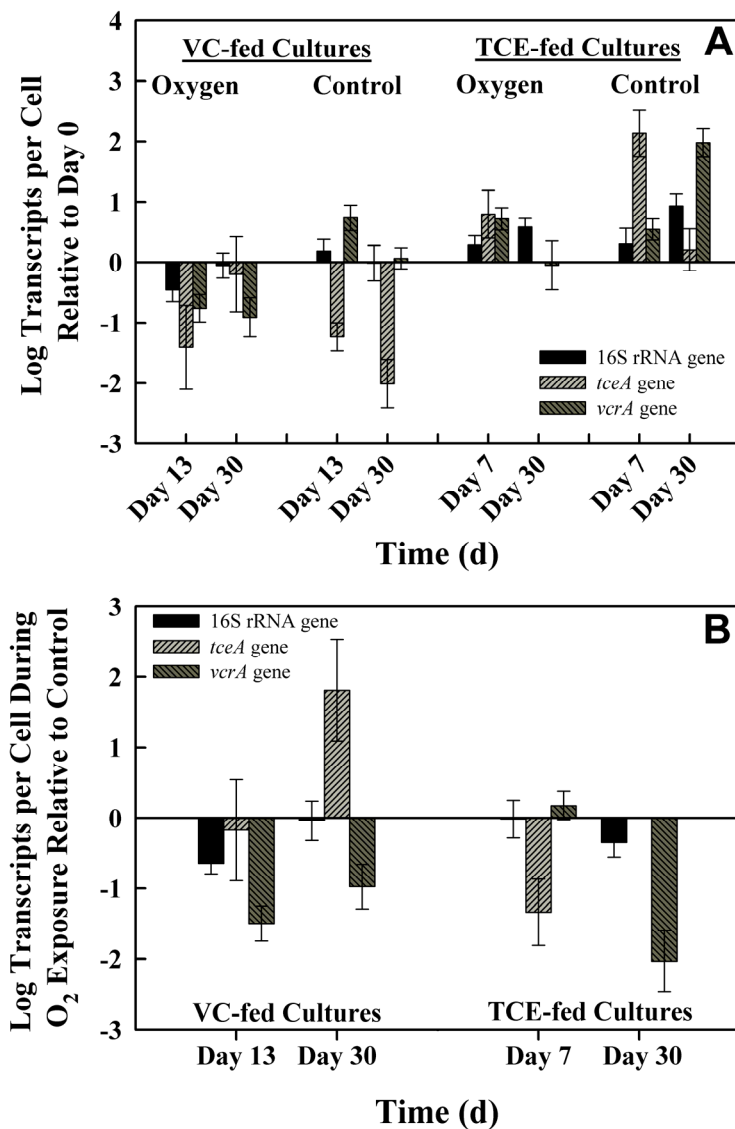 A
VC-fed Cultures TCE-fed Cultures
Oxygen Control Oxygen Control
Log Transcripts per Cell
Relative to Day 0
4
3
2
1
0
-1
-2
-3
16S rRNA gene
tceA gene
vcrA gene
Day 13 Day 30 Day 13 Day 30 Day 7 Day 30 Day 7 Day 30
Time (d)
B
Log Transcripts per Cell During
O₂ Exposure Relative to Control
3
2
1
0
-1
-2
-3
16S rRNA gene
tceA gene
vcrA gene
VC-fed Cultures TCE-fed Cultures
Day 13 Day 30 Day 7 Day 30
Time (d)